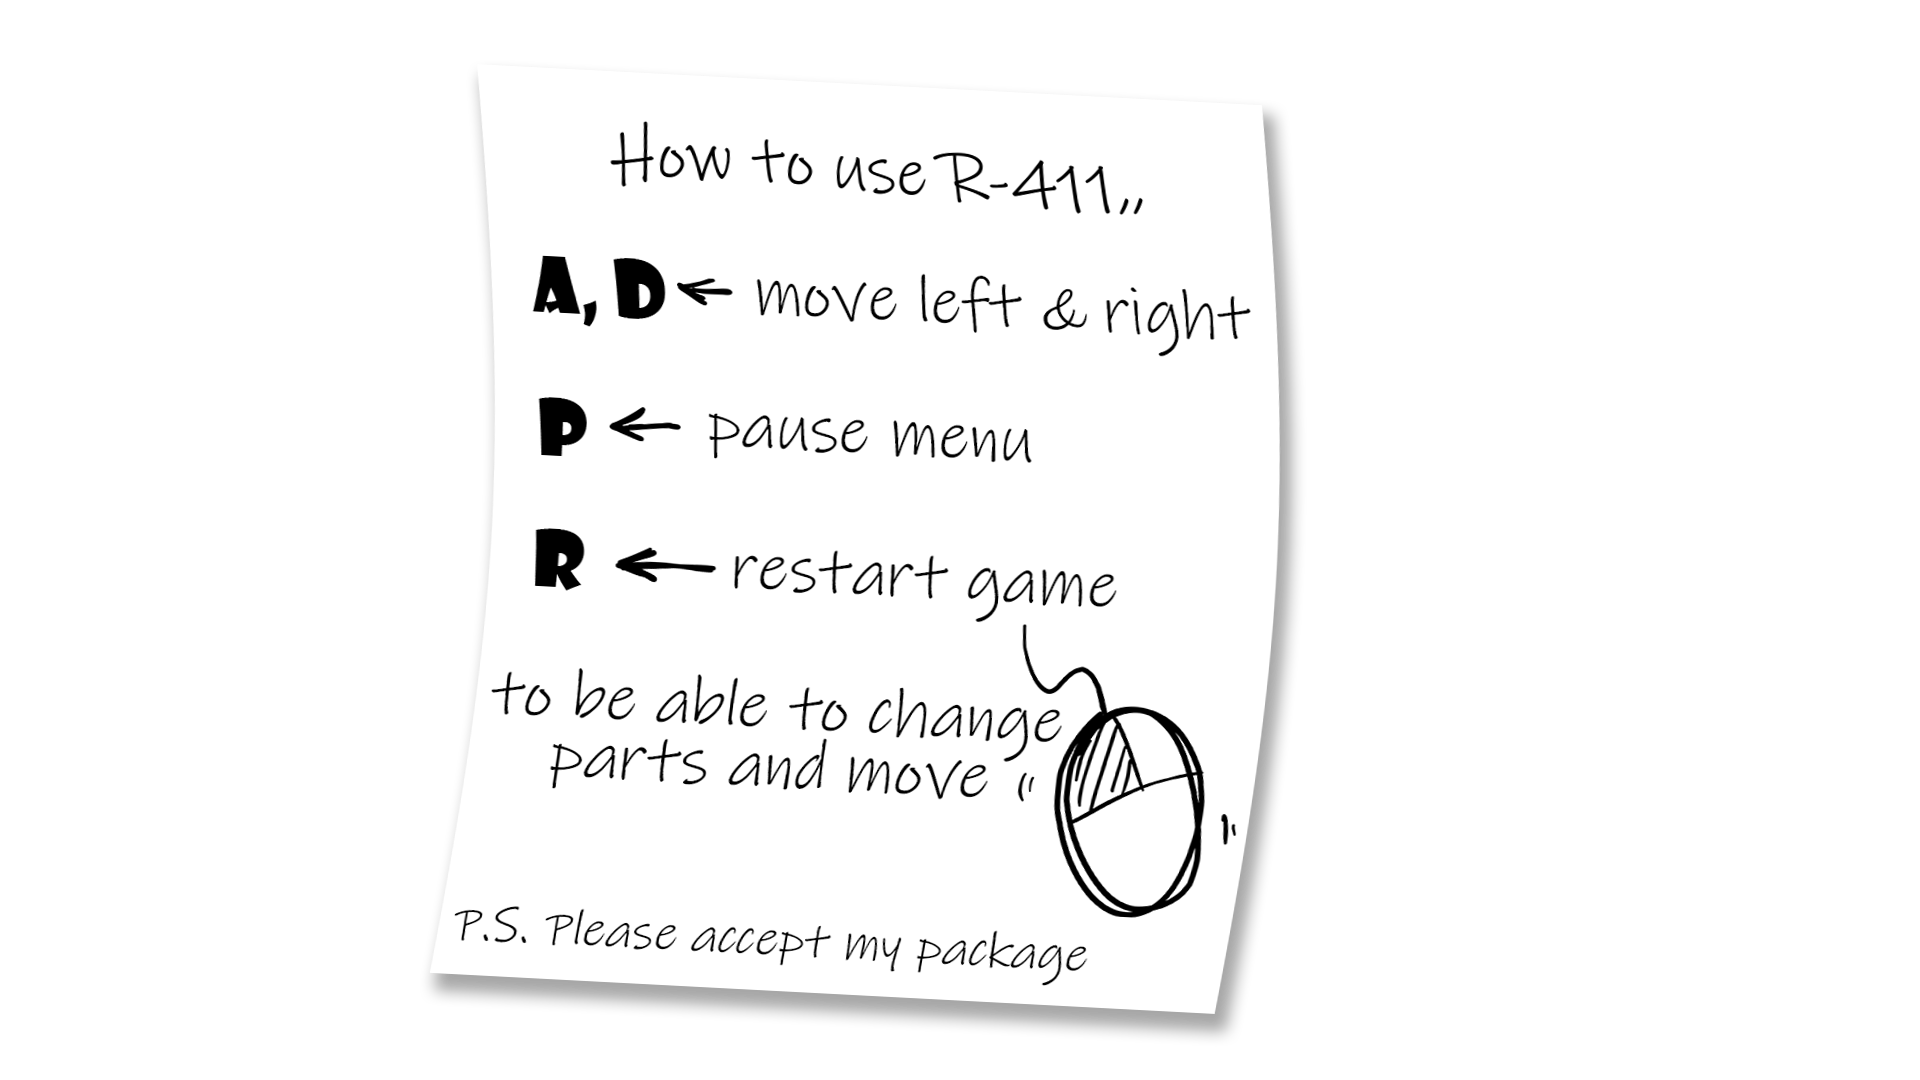 How to use R-411,,
A, D ← move left & right
P ← pause menu
R ← restart game
to be able to change
parts and move
P.S. Please accept my package